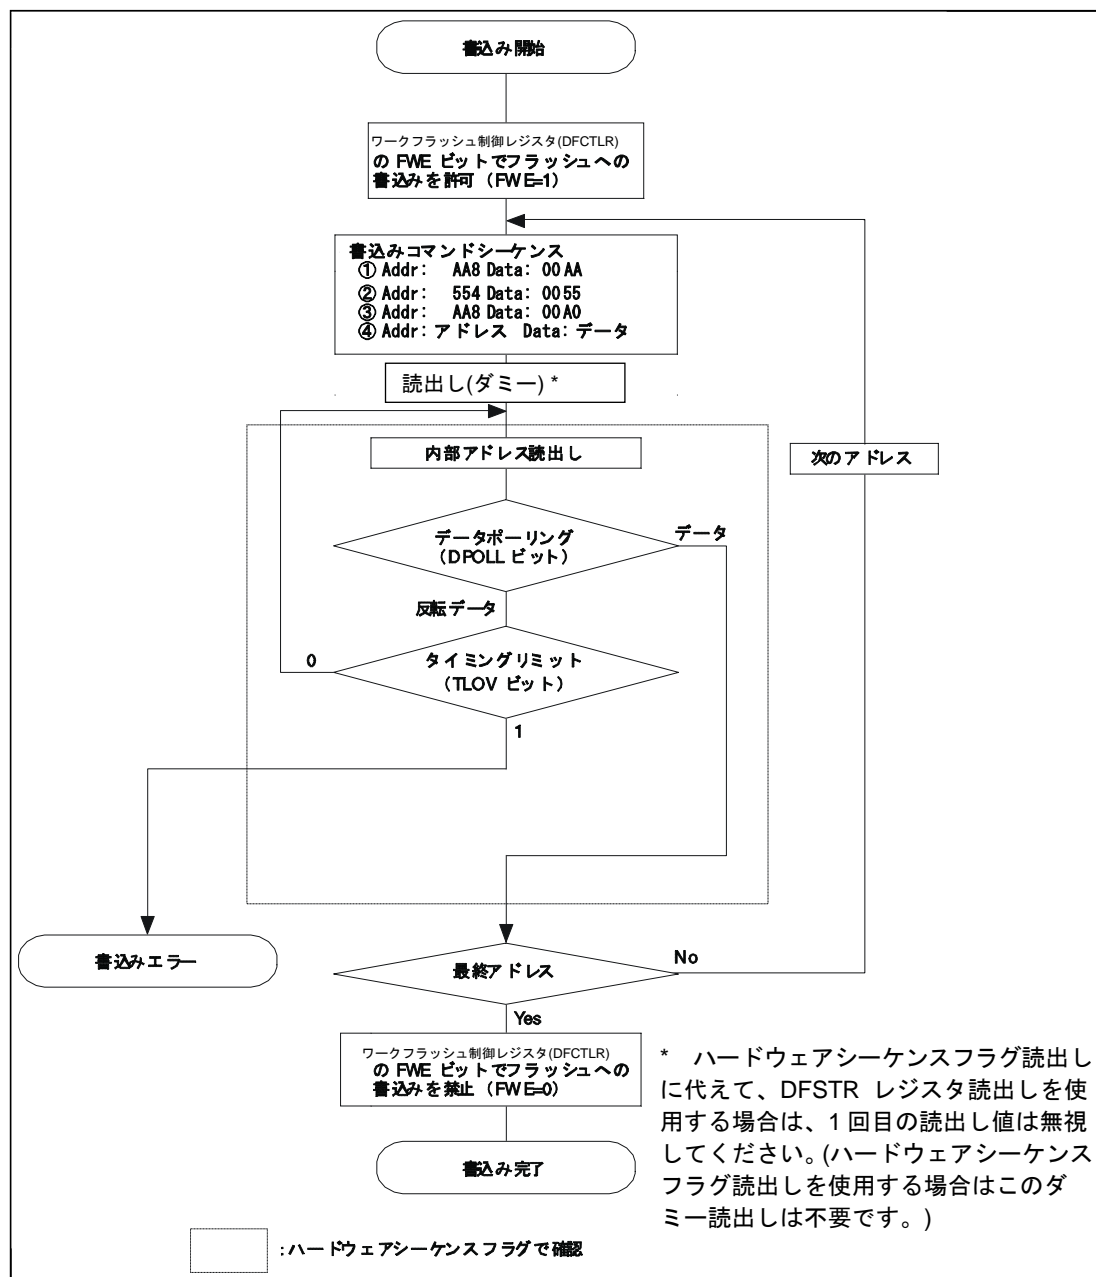 書込み開始
ワークフラッシュ制御レジスタ(DFCTLR)
の FWE ビットでフラッシュへの
書込みを許可 (FWE=1)
書込みコマンドシーケンス
① Addr: AA8 Data: 00AA
② Addr: 554 Data: 0055
③ Addr: AA8 Data: 00A0
④ Addr: アドレス Data: データ
読出し(ダミー) *
内部アドレス読出し
次のアドレス
データポーリング
(DPOLL ビット)
データ
反転データ
タイミングリミット
(TLOV ビット)
0
1
書込みエラー
最終アドレス
No
Yes
ワークフラッシュ制御レジスタ(DFCTLR)
の FWE ビットでフラッシュへの
書込みを禁止 (FWE=0)
書込み完了
* ハードウェアシーケンスフラグ読出し
に代えて、DFSTR レジスタ読出しを使
用する場合は、1 回目の読出し値は無視
してください。(ハードウェアシーケンス
フラグ読出しを使用する場合はこのダ
ミー読出しは不要です。)
:ハードウェアシーケンスフラグで確認